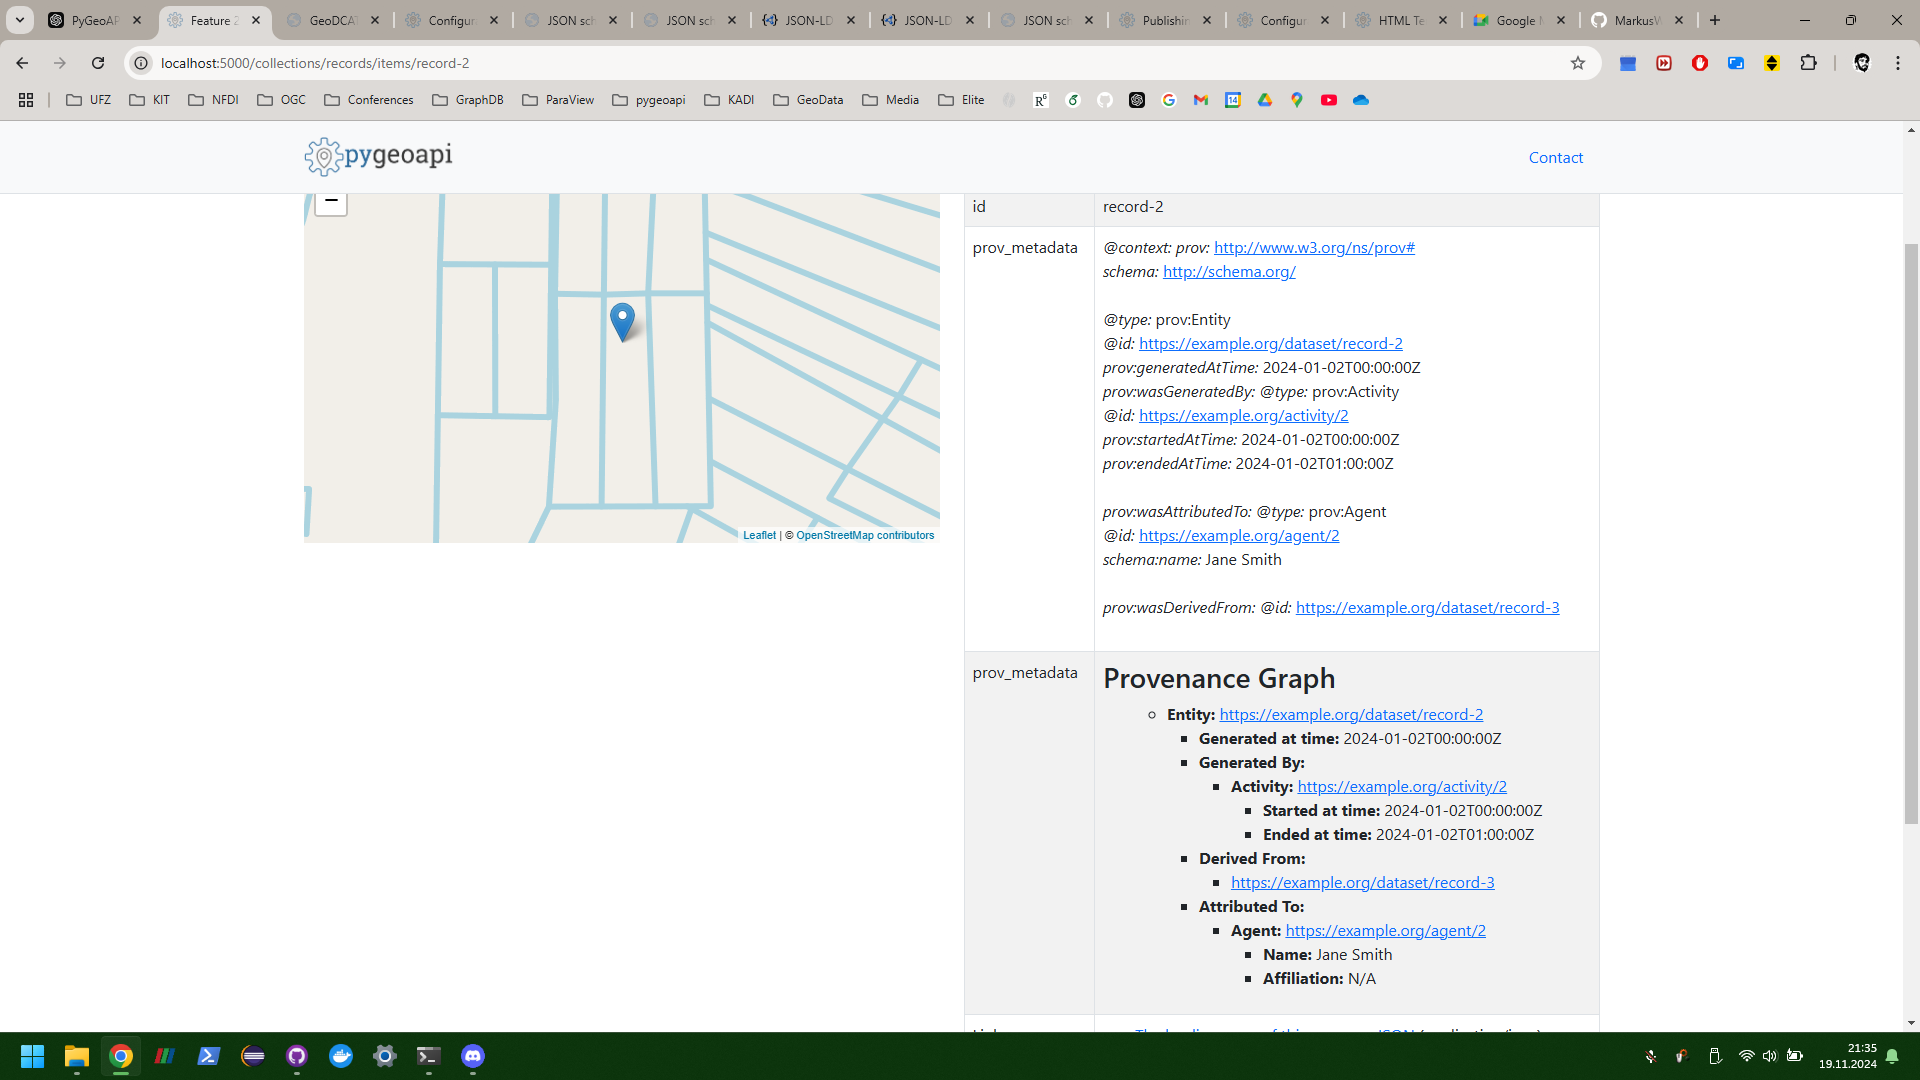 PyGeoAP
Feature 2
GeoDCAT
Configura
JSON sch
JSON sch
JSON-LD
JSON-LD
JSON sch
Publishin
Configur
HTML Te
Google M
MarkusW
localhost:5000/collections/records/items/record-2
UFZ
KIT
NFDI
OGC
Conferences
GraphDB
ParaView
pygeoapi
KADI
GeoData
Media
Elite
pygeoapi
Contact
−
Leaflet | © OpenStreetMap contributors
id
record-2
prov_metadata
@context: prov: http://www.w3.org/ns/prov#
schema: http://schema.org/
@type: prov:Entity
@id: https://example.org/dataset/record-2
prov:generatedAtTime: 2024-01-02T00:00:00Z
prov:wasGeneratedBy: @type: prov:Activity
@id: https://example.org/activity/2
prov:startedAtTime: 2024-01-02T00:00:00Z
prov:endedAtTime: 2024-01-02T01:00:00Z
prov:wasAttributedTo: @type: prov:Agent
@id: https://example.org/agent/2
schema:name: Jane Smith
prov:wasDerivedFrom: @id: https://example.org/dataset/record-3
prov_metadata
Provenance Graph
Entity: https://example.org/dataset/record-2
Generated at time: 2024-01-02T00:00:00Z
Generated By:
Activity: https://example.org/activity/2
Started at time: 2024-01-02T00:00:00Z
Ended at time: 2024-01-02T01:00:00Z
Derived From:
https://example.org/dataset/record-3
Attributed To:
Agent: https://example.org/agent/2
Name: Jane Smith
Affiliation: N/A
21:35
19.11.2024